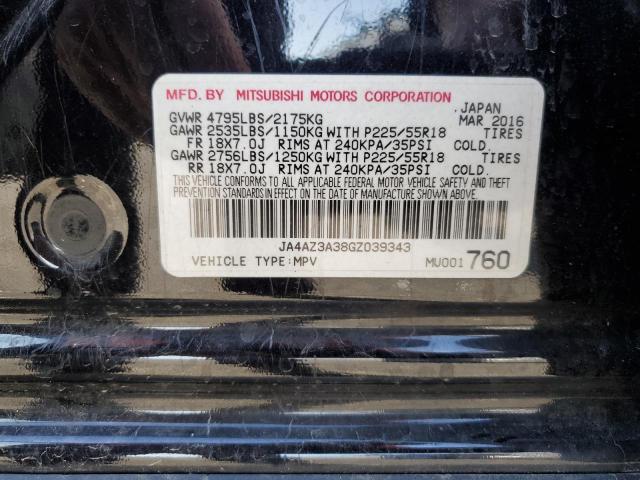 MFD. BY MITSUBISHI MOTORS CORPORATION
JAPAN
GVWR 4795LBS/2175KG MAR 2016
GAWR 2535LBS/1150KG WITH P225/55R18 TIRES
FR 18X7.0J RIMS AT 240KPA/35PSI COLD.
GAWR 2756LBS/1250KG WITH P225/55R18 TIRES
RR 18X7.0J RIMS AT 240KPA/35PSI COLD.
THIS VEHICLE CONFORMS TO ALL APPLICABLE FEDERAL MOTOR VEHICLE SAFETY AND THEFT
PREVENTION STANDARDS IN EFFECT ON THE DATE OF MANUFACTURE SHOWN ABOVE.
JA4AZ3A38GZ039343
VEHICLE TYPE:MPV MU001760